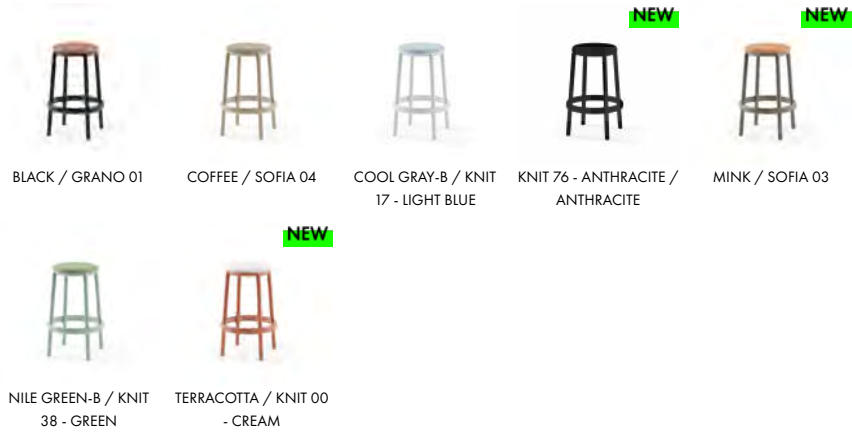 NEW
NEW
BLACK / GRANO 01
COFFEE / SOFIA 04
COOL GRAY-B / KNIT
17 - LIGHT BLUE
KNIT 76 - ANTHRACITE /
ANTHRACITE
MINK / SOFIA 03
NEW
NILE GREEN-B / KNIT
38 - GREEN
TERRACOTTA / KNIT 00
- CREAM